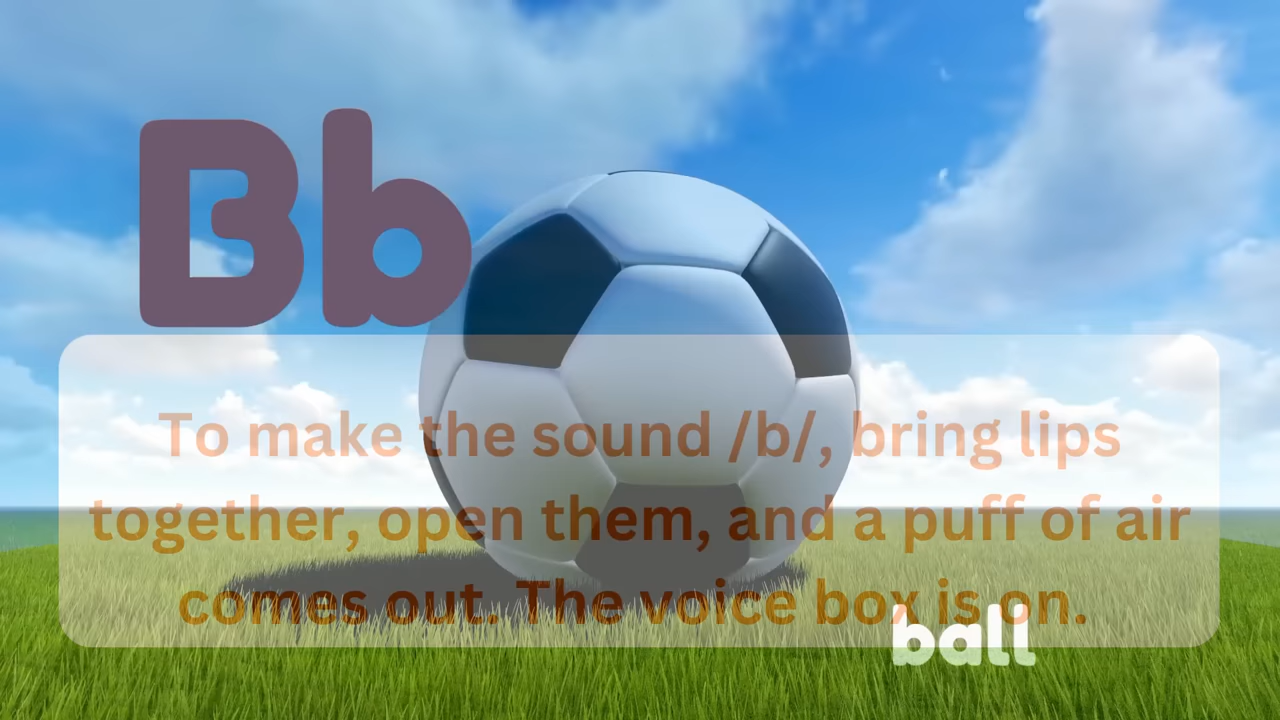 Bb
To make the sound /b/, bring lips
together, open them, and a puff of air
comes out. The voice box is on.
ball